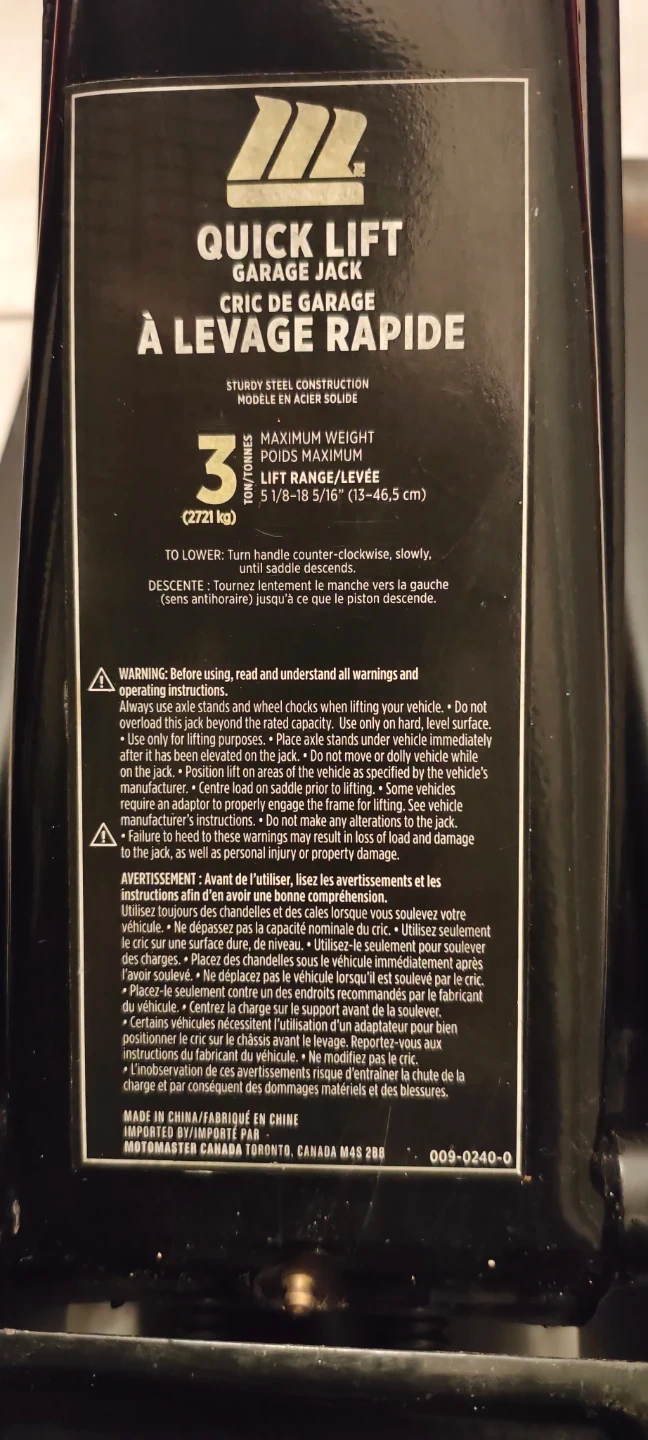 QUICK LIFT
GARAGE JACK
CRIC DE GARAGE
À LEVAGE RAPIDE
STURDY STEEL CONSTRUCTION
MODÈLE EN ACIER SOLIDE
3
TON/TONNES
(2721 kg)
MAXIMUM WEIGHT
POIDS MAXIMUM
LIFT RANGE/LEVÉE
5 1/8-18 5/16" (13-46,5 cm)
TO LOWER: Turn handle counter-clockwise, slowly,
until saddle descends.
DESCENTE : Tournez lentement le manche vers la gauche
(sens antihoraire) jusqu'à ce que le piston descende.
WARNING: Before using, read and understand all warnings and
operating instructions.
Always use axle stands and wheel chocks when lifting your vehicle. • Do not
overload this jack beyond the rated capacity. Use only on hard, level surface.
• Use only for lifting purposes. • Place axle stands under vehicle immediately
after it has been elevated on the jack. • Do not move or dolly vehicle while
on the jack. • Position lift on areas of the vehicle as specified by the vehicle's
manufacturer. • Centre load on saddle prior to lifting. • Some vehicles
require an adaptor to properly engage the frame for lifting. See vehicle
manufacturer's instructions. • Do not make any alterations to the jack.
• Failure to heed to these warnings may result in loss of load and damage
to the jack, as well as personal injury or property damage.
AVERTISSEMENT : Avant de l'utiliser, lisez les avertissements et les
instructions afin d'en avoir une bonne compréhension.
Utilisez toujours des chandelles et des cales lorsque vous soulevez votre
véhicule. • Ne dépassez pas la capacité nominale du cric. • Utilisez seulement
le cric sur une surface dure, de niveau. • Utilisez-le seulement pour soulever
des charges. • Placez des chandelles sous le véhicule immédiatement après
l'avoir soulevé. • Ne déplacez pas le véhicule lorsqu'il est soulevé par le cric.
• Placez-le seulement contre un des endroits recommandés par le fabricant
du véhicule. • Centrez la charge sur le support avant de la soulever.
• Certains véhicules nécessitent l'utilisation d'un adaptateur pour bien
positionner le cric sur le châssis avant le levage. Reportez-vous aux
instructions du fabricant du véhicule. • Ne modifiez pas le cric.
• L'inobservation de ces avertissements risque d'entraîner la chute de la
charge et par conséquent des dommages matériels et des blessures.
MADE IN CHINA/FABRIQUÉ EN CHINE
IMPORTED BY/IMPORTÉ PAR
MOTOMASTER CANADA TORONTO, CANADA M4S 2B8
009-0240-0